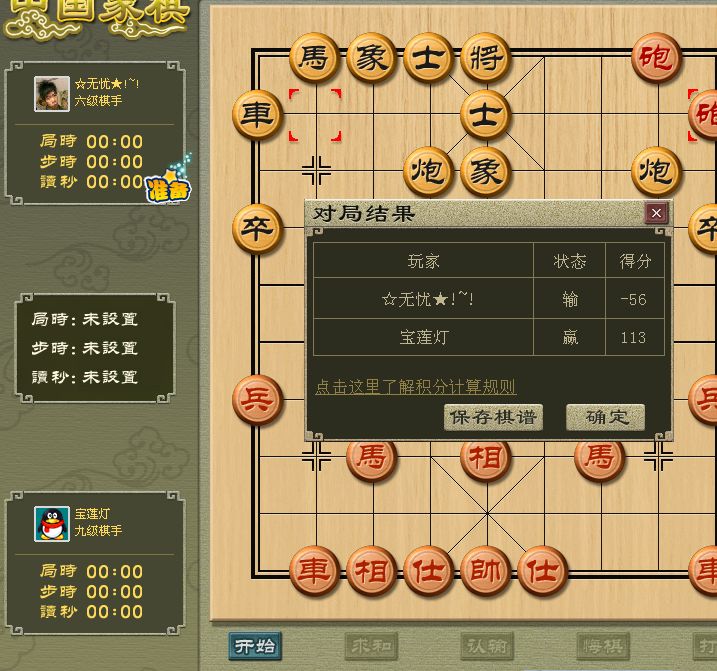 中国象棋
☆无忧★!~!
六级棋手
局時 00:00
步時 00:00
讀秒 00:00
准备
局時: 未設置
步時: 未設置
讀秒: 未設置
宝莲灯
九级棋手
局時 00:00
步時 00:00
讀秒 00:00
馬 象 士 將 砲
車 士 砲
炮 象 炮
卒 卒
对局结果
玩家 状态 得分
☆无忧★!~! 输 -56
宝莲灯 赢 113
点击这里了解积分计算规则
保存棋谱 确定
兵 兵
馬 相 馬
車 相 仕 帥 仕 車
开始 求和 认输 悔棋 打